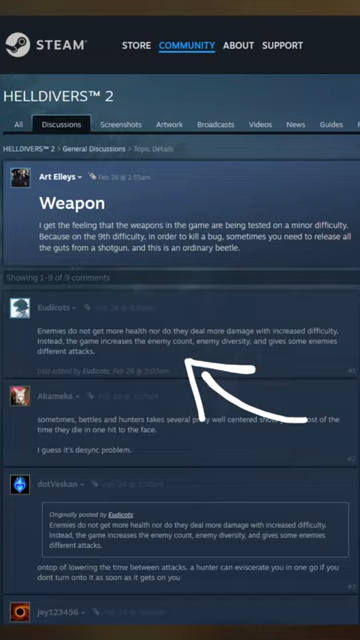 STEAM®
STORE COMMUNITY ABOUT SUPPORT
HELLDIVERS™ 2
All Discussions Screenshots Artwork Broadcasts Videos News Guides
HELLDIVERS™ 2 > General Discussions > Topic Details
Art Elleys Feb 26 @ 2:55am
Weapon
I get the feeling that the weapons in the game are being tested on a minor difficulty.
Because on the 9th difficulty, in order to kill a bug, sometimes you need to release all
the guts from a shotgun. and this is an ordinary beetle.
Showing 1-9 of 9 comments
Eudicots
Enemies do not get more health nor do they deal more damage with increased difficulty.
Instead, the game increases the enemy count, enemy diversity, and gives some enemies
different attacks.
Last edited by Eudicots; Feb 26 @ 3:03am
#1
Akameka
sometimes, bettles and hunters takes several pretty well centered most of the
time they die in one hit to the face.
I guess it's desync problem.
#2
dotVeskan
Originally posted by Eudicots:
Enemies do not get more health nor do they deal more damage with increased difficulty.
Instead, the game increases the enemy count, enemy diversity, and gives some enemies
different attacks.
ontop of lowering the time between attacks. a hunter can eviscerate you in one go if you
dont turn onto it as soon as it gets on you
#3
jey123456